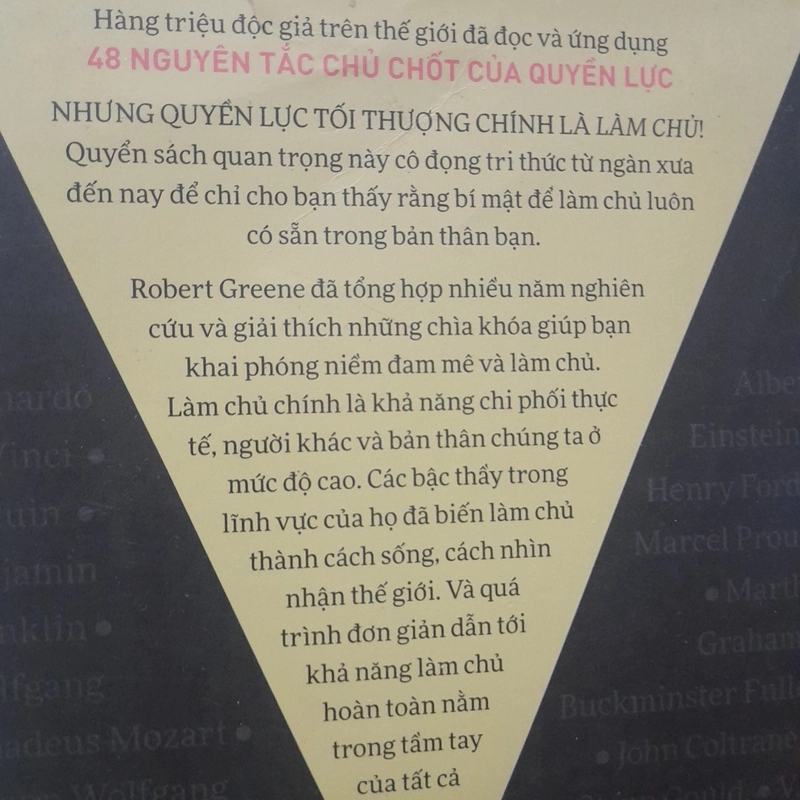 Hàng triệu độc giả trên thế giới đã đọc và ứng dụng
48 NGUYÊN TẮC CHỦ CHỐT CỦA QUYỀN LỰC
NHƯNG QUYỀN LỰC TỐI THƯỢNG CHÍNH LÀ LÀM CHỦ!
Quyển sách quan trọng này cô đọng tri thức từ ngàn xưa
đến nay để chỉ cho bạn thấy rằng bí mật để làm chủ luôn
có sẵn trong bản thân bạn.
Robert Greene đã tổng hợp nhiều năm nghiên
cứu và giải thích những chìa khóa giúp bạn
khai phóng niềm đam mê và làm chủ.
Làm chủ chính là khả năng chi phối thực
tế, người khác và bản thân chúng ta ở
mức độ cao. Các bậc thầy trong
lĩnh vực của họ đã biến làm chủ
thành cách sống, cách nhìn
nhận thế giới. Và quá
trình đơn giản dẫn tới
khả năng làm chủ
hoàn toàn nằm
trong tầm tay
của tất cả
Vinci •
•
•
Mozart •
Wolfgang
Einstein
Henry Ford
Marcel
•
Buckminster
• John Coltrane